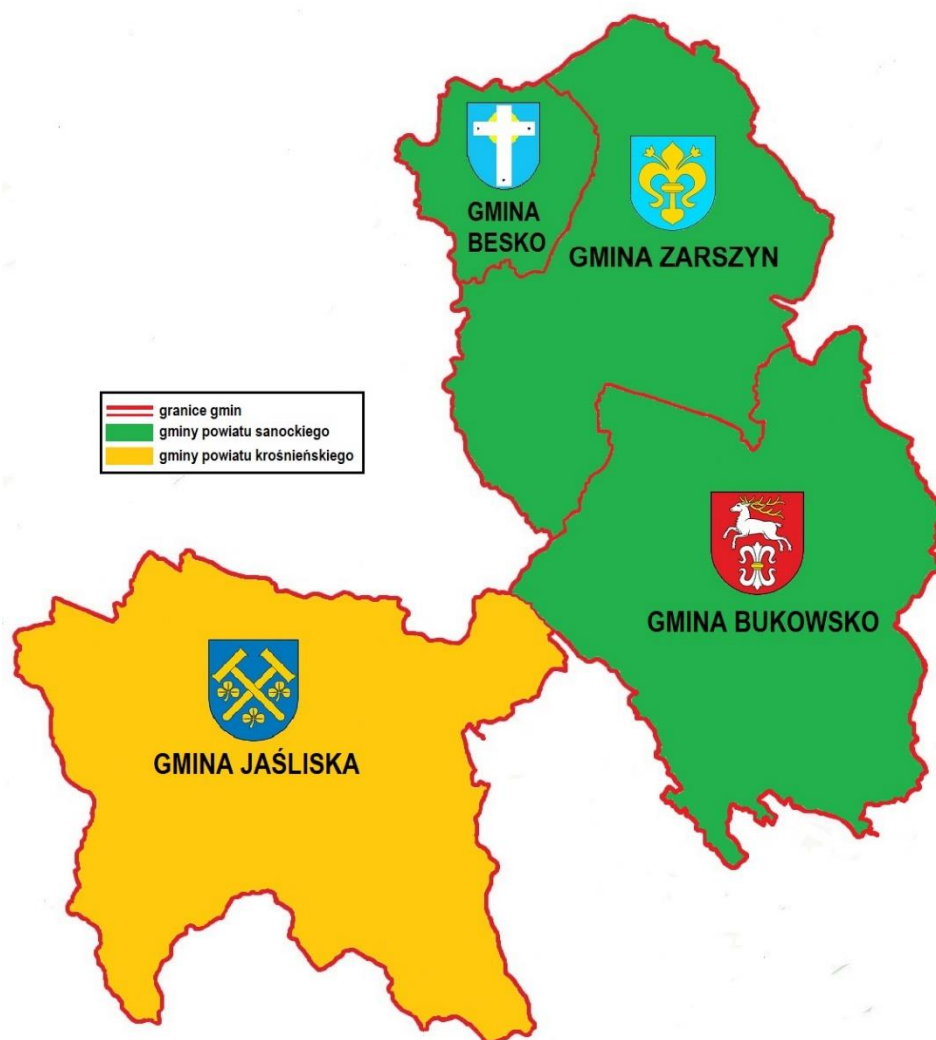 GMINA
BESKO
GMINA ZARSZYN
granice gmin
gminy powiatu sanockiego
gminy powiatu krośnieńskiego
GMINA BUKOWSKO
GMINA JAŚLISKA